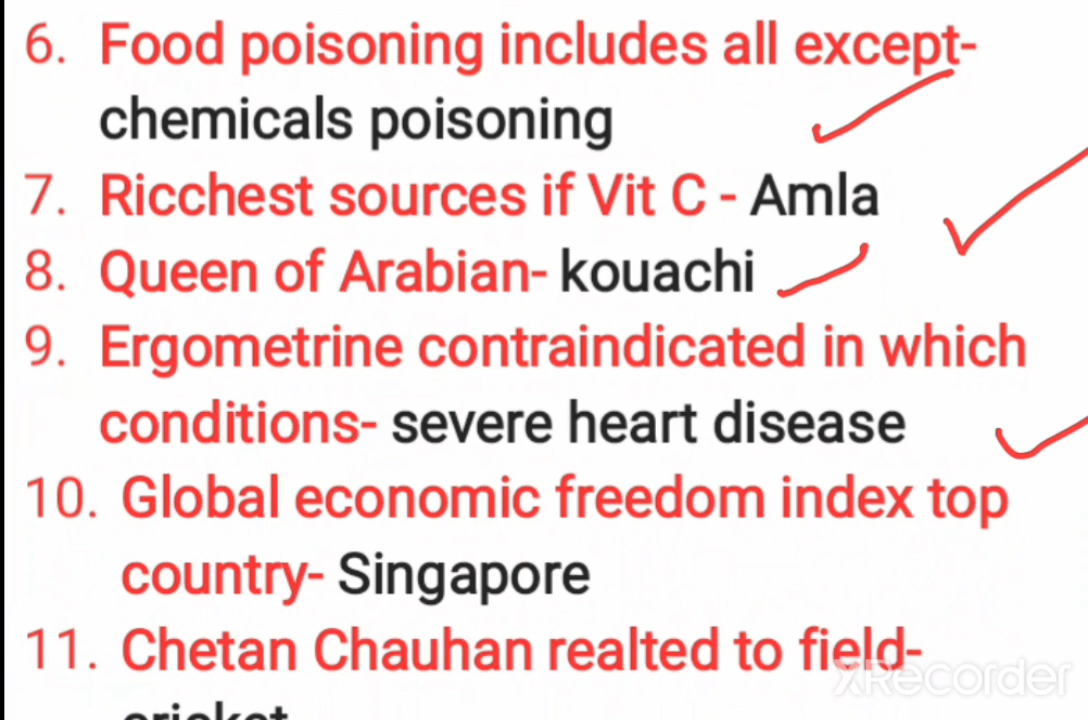 6. Food poisoning includes all except-
chemicals poisoning
7. Ricchest sources if Vit C - Amla
8. Queen of Arabian- kouachi
9. Ergometrine contraindicated in which
conditions- severe heart disease
10. Global economic freedom index top
country- Singapore
11. Chetan Chauhan realted to field-
XRecorder
cricket